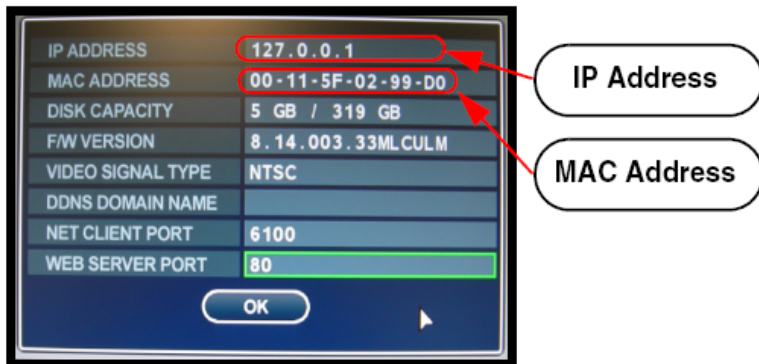 IP ADDRESS 127.0.0.1
MAC ADDRESS 00-11-5F-02-99-D0
DISK CAPACITY 5 GB / 319 GB
F/W VERSION 8.14.003.33MLCULM
VIDEO SIGNAL TYPE NTSC
DDNS DOMAIN NAME
NET CLIENT PORT 6100
WEB SERVER PORT 80
OK
IP Address
MAC Address